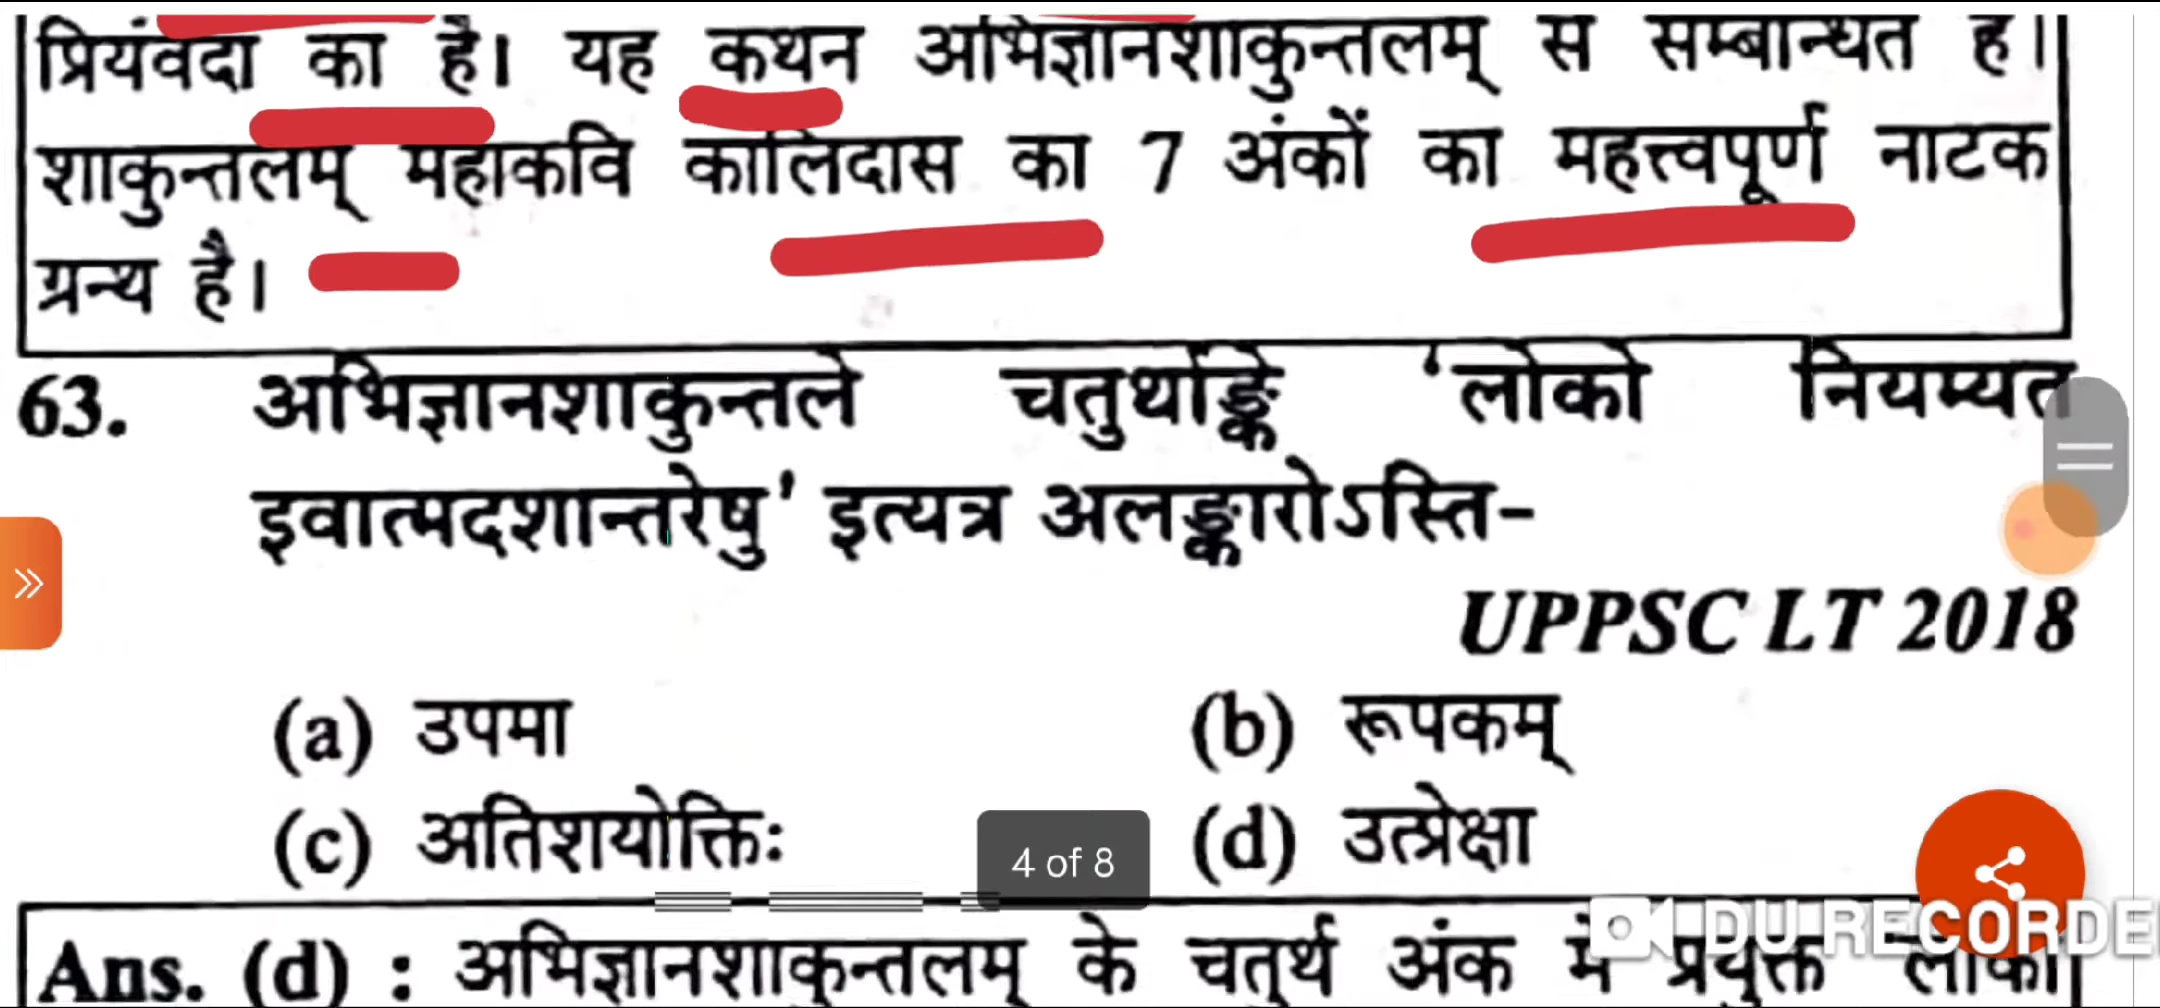 प्रियंवदा का है। यह कथन अभिज्ञानशाकुन्तलम् से सम्बन्धित है।
शाकुन्तलम् महाकवि कालिदास का 7 अंकों का महत्त्वपूर्ण नाटक
ग्रन्थ है।
63. अभिज्ञानशाकुन्तले चतुर्थाङ्के 'लोको नियम्यत
इवात्मदशान्तरेषु' इत्यत्र अलङ्कारोऽस्ति-
UPPSC LT 2018
(a) उपमा (b) रूपकम्
(c) अतिशयोक्तिः (d) उत्प्रेक्षा
4 of 8
DU RECORDE
Ans. (d) : अभिज्ञानशाकुन्तलम् के चतुर्थ अंक में प्रयुक्त लोको